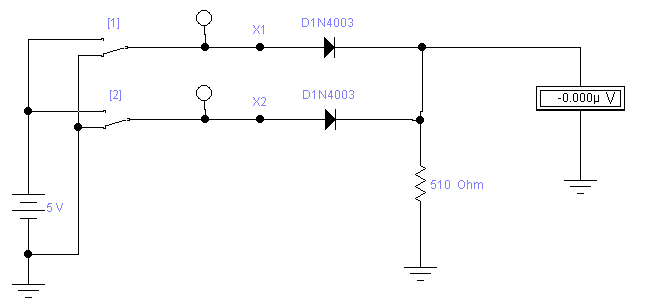 [1]
X1
D1N4003
[2]
X2
D1N4003
-0.000µ V
510 Ohm
5 V